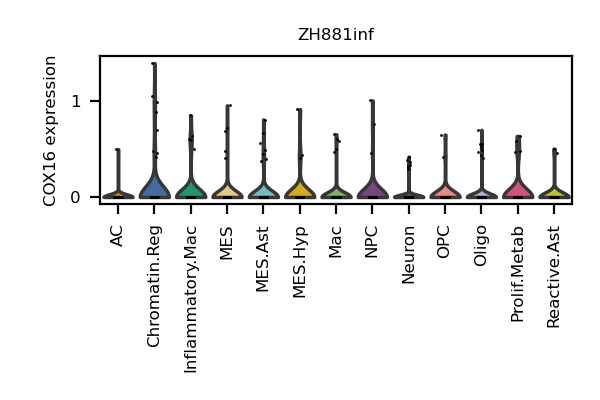 ZH881inf
COX16 expression
1
0
AC
Chromatin.Reg
Inflammatory.Mac
MES
MES.Ast
MES.Hyp
Mac
NPC
Neuron
OPC
Oligo
Prolif.Metab
Reactive.Ast